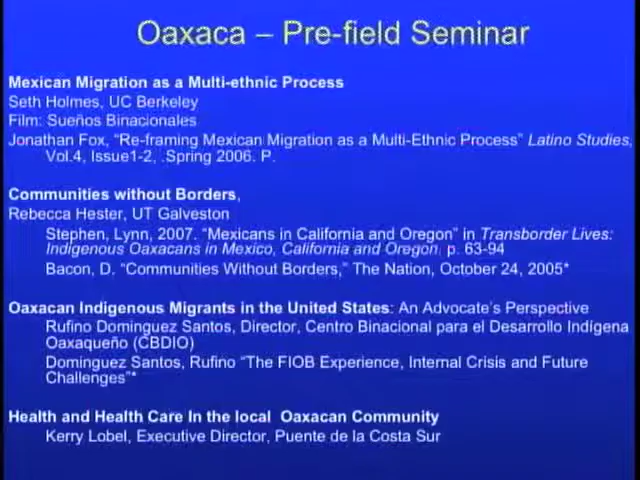 Oaxaca – Pre-field Seminar
Mexican Migration as a Multi-ethnic Process
Seth Holmes, UC Berkeley
Film: Sueños Binacionales
Jonathan Fox, “Re-framing Mexican Migration as a Multi-Ethnic Process” Latino Studies,
Vol.4, Issue1-2, .Spring 2006. P.
Communities without Borders,
Rebecca Hester, UT Galveston
Stephen, Lynn, 2007. “Mexicans in California and Oregon” in Transborder Lives:
Indigenous Oaxacans in Mexico, California and Oregon. p. 63-94
Bacon, D. “Communities Without Borders,” The Nation, October 24, 2005*
Oaxacan Indigenous Migrants in the United States: An Advocate’s Perspective
Rufino Dominguez Santos, Director, Centro Binacional para el Desarrollo Indígena
Oaxaqueño (CBDIO)
Dominguez Santos, Rufino “The FIOB Experience, Internal Crisis and Future
Challenges”*
Health and Health Care In the local Oaxacan Community
Kerry Lobel, Executive Director, Puente de la Costa Sur